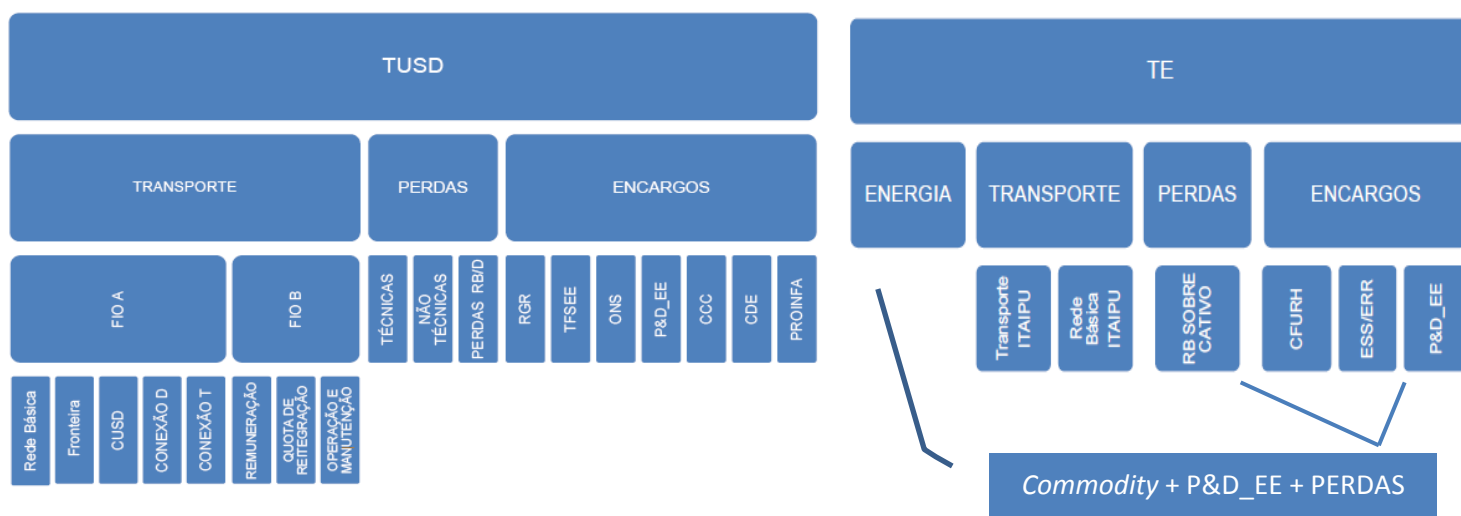 TUSD
TRANSPORTE
PERDAS
ENCARGOS
FIO A
FIO B
TÉCNICAS
NÃO
TÉCNICAS
PERDAS RB/D
RGR
TFSEE
ONS
P&D_EE
CCC
CDE
PROINFA
Rede Básica
Fronteira
CUSD
CONEXÃO D
CONEXÃO T
REMUNERAÇÃO
QUOTA DE
REITEGRAÇÃO
OPERAÇÃO E
MANUTENÇÃO
TE
ENERGIA
TRANSPORTE
PERDAS
ENCARGOS
Transporte
ITAIPU
Rede
Básica
ITAIPU
RB SOBRE
CATIVO
CFURH
ESS/ERR
P&D_EE
Commodity + P&D_EE + PERDAS